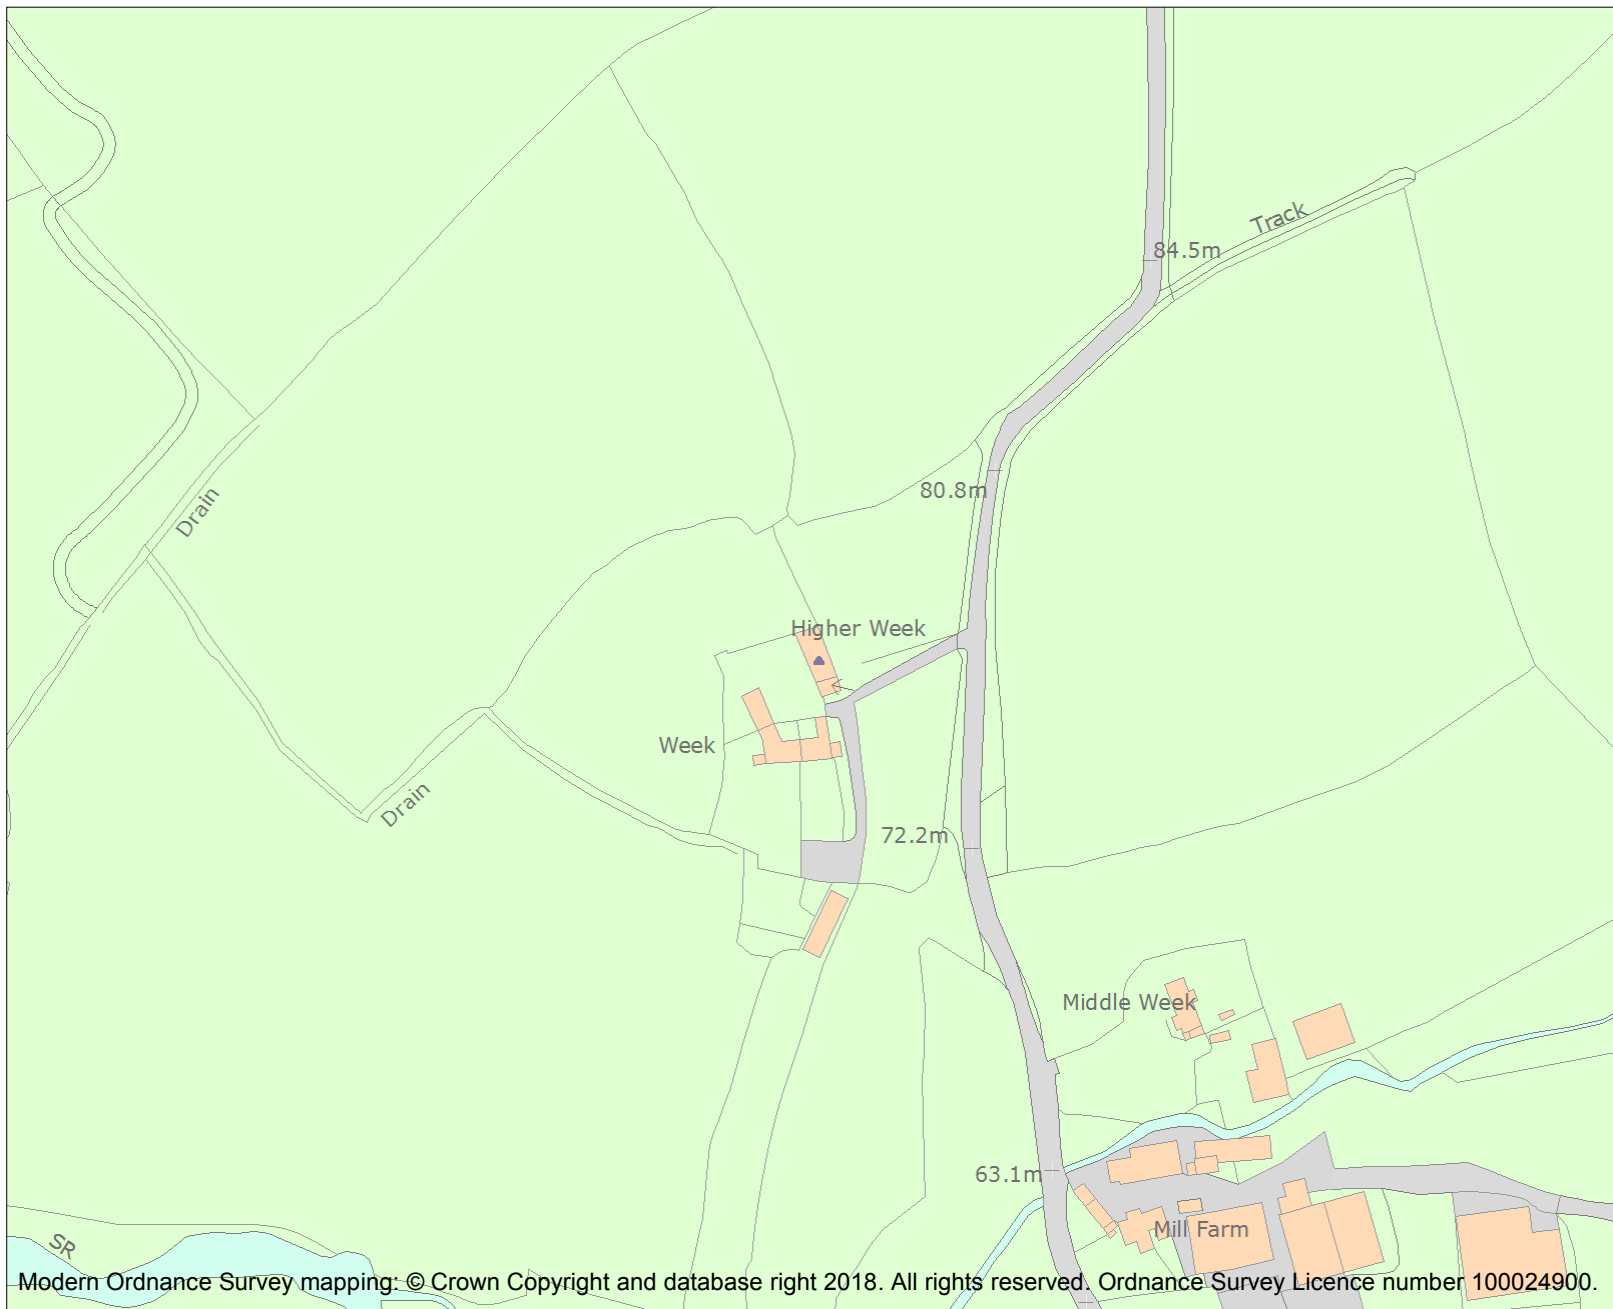 Track
84.5m
80.8m
Drain
Higher Week
Week
Drain
72.2m
Middle Week
63.1m
Mill Farm
SR
Modern Ordnance Survey mapping: © Crown Copyright and database right 2018. All rights reserved. Ordnance Survey Licence number 100024900.